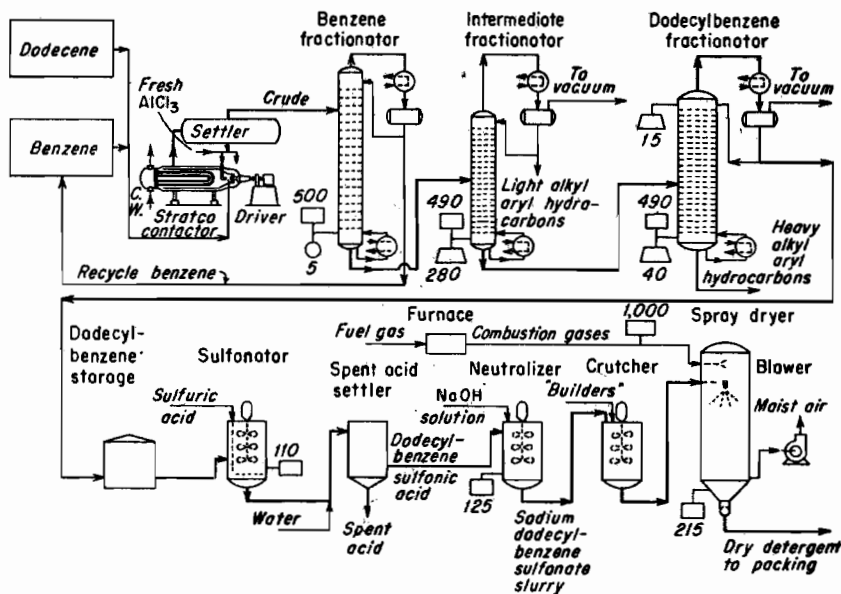 Benzene
fractionator
Intermediate
fractionator
Dodecylbenzene
fractionator
Dodecene
Fresh
AlCl3
Crude
To
vacuum
To
vacuum
Settler
15
Benzene
C.
W.
Stratco
contactor
Driver
500
5
Light alkyl
aryl hydro-
carbons
490
280
490
40
Heavy
alkyl
aryl
hydrocarbons
Recycle benzene
Furnace
1,000
Spray dryer
Fuel gas
Combustion gases
Dodecyl-
benzene
storage
Sulfonator
Spent acid
settler
Neutralizer
Crutcher
Blower
Sulfuric
acid
NaOH
solution
"Builders"
Moist air
Dodecyl-
benzene
sulfonic
acid
110
125
215
Water
Spent
acid
Sodium
dodecyl-
benzene
sulfonate
slurry
Dry detergent
to packing